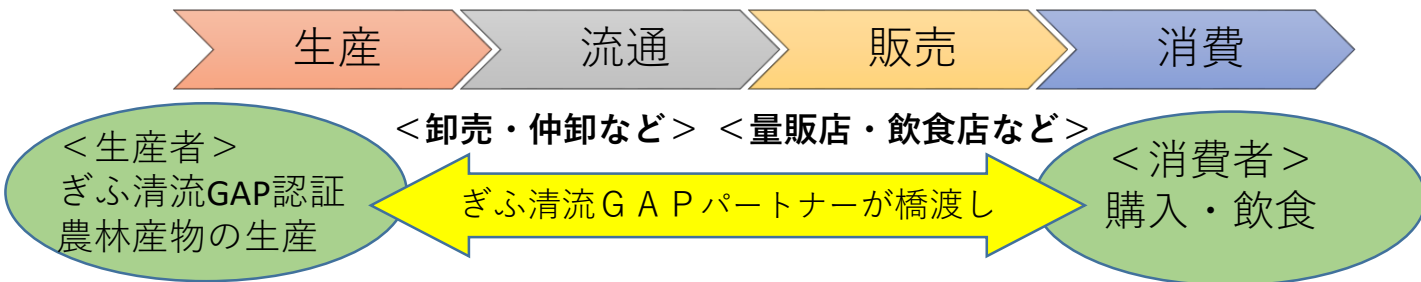 生産
流通
販売
消費
＜卸売・仲卸など＞
＜量販店・飲食店など＞
＜生産者＞
ぎふ清流GAP認証
農林産物の生産
ぎふ清流ＧＡＰパートナーが橋渡し
＜消費者＞
購入・飲食